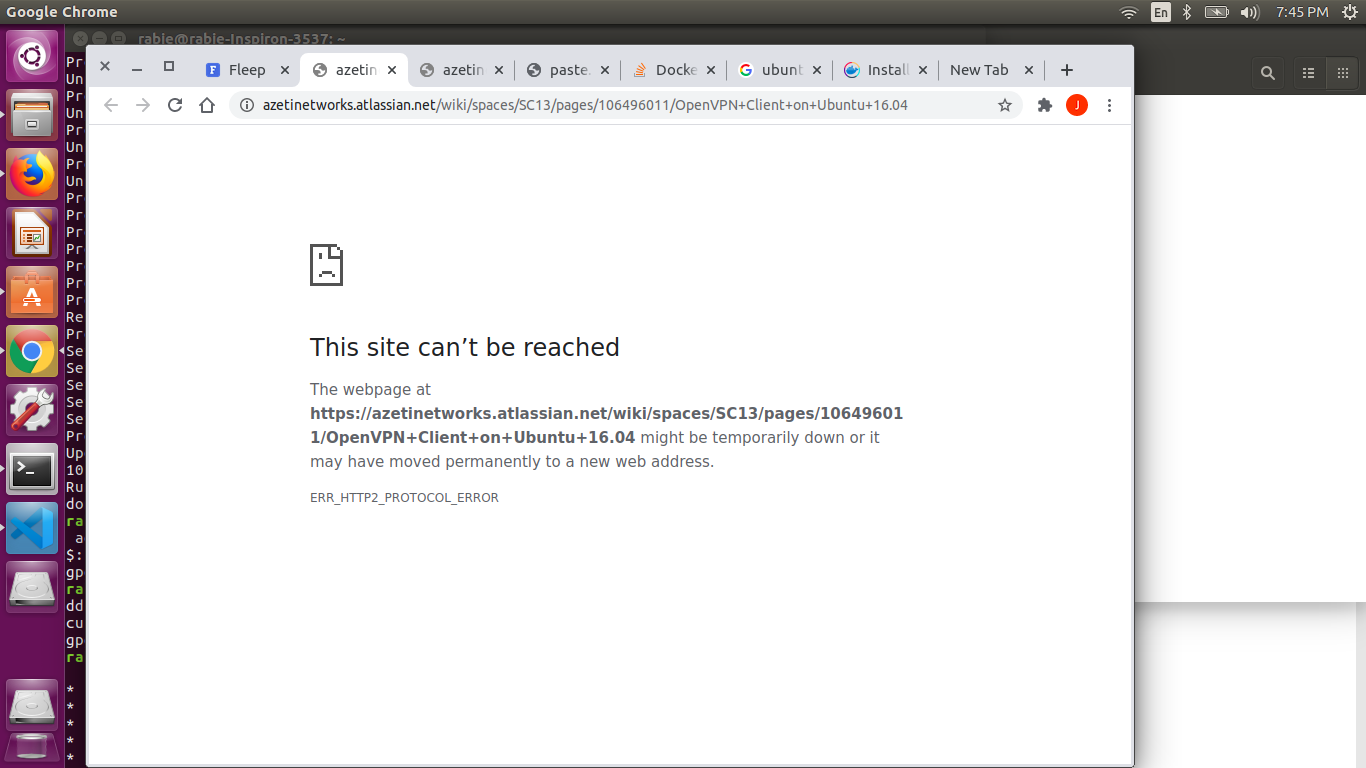 Google Chrome
En
7:45 PM
rabie@rabie-Inspiron-3537: ~
Fleep
azetin
azetin
paste.
Docke
ubunt
Install
New Tab
azetinetworks.atlassian.net/wiki/spaces/SC13/pages/106496011/OpenVPN+Client+on+Ubuntu+16.04
J
This site can’t be reached
The webpage at
https://azetinetworks.atlassian.net/wiki/spaces/SC13/pages/10649601
1/OpenVPN+Client+on+Ubuntu+16.04 might be temporarily down or it
may have moved permanently to a new web address.
ERR_HTTP2_PROTOCOL_ERROR
Pr
Un
Pr
Un
Pr
Un
Pr
Un
Pr
Pr
Pr
Pr
Pr
Pr
Pr
Re
Pr
Se
Se
Se
Se
Se
Pr
Up
10
Ru
do
ra
a
$:
gp
ra
dd
cu
gp
ra
*
*
*
*
*